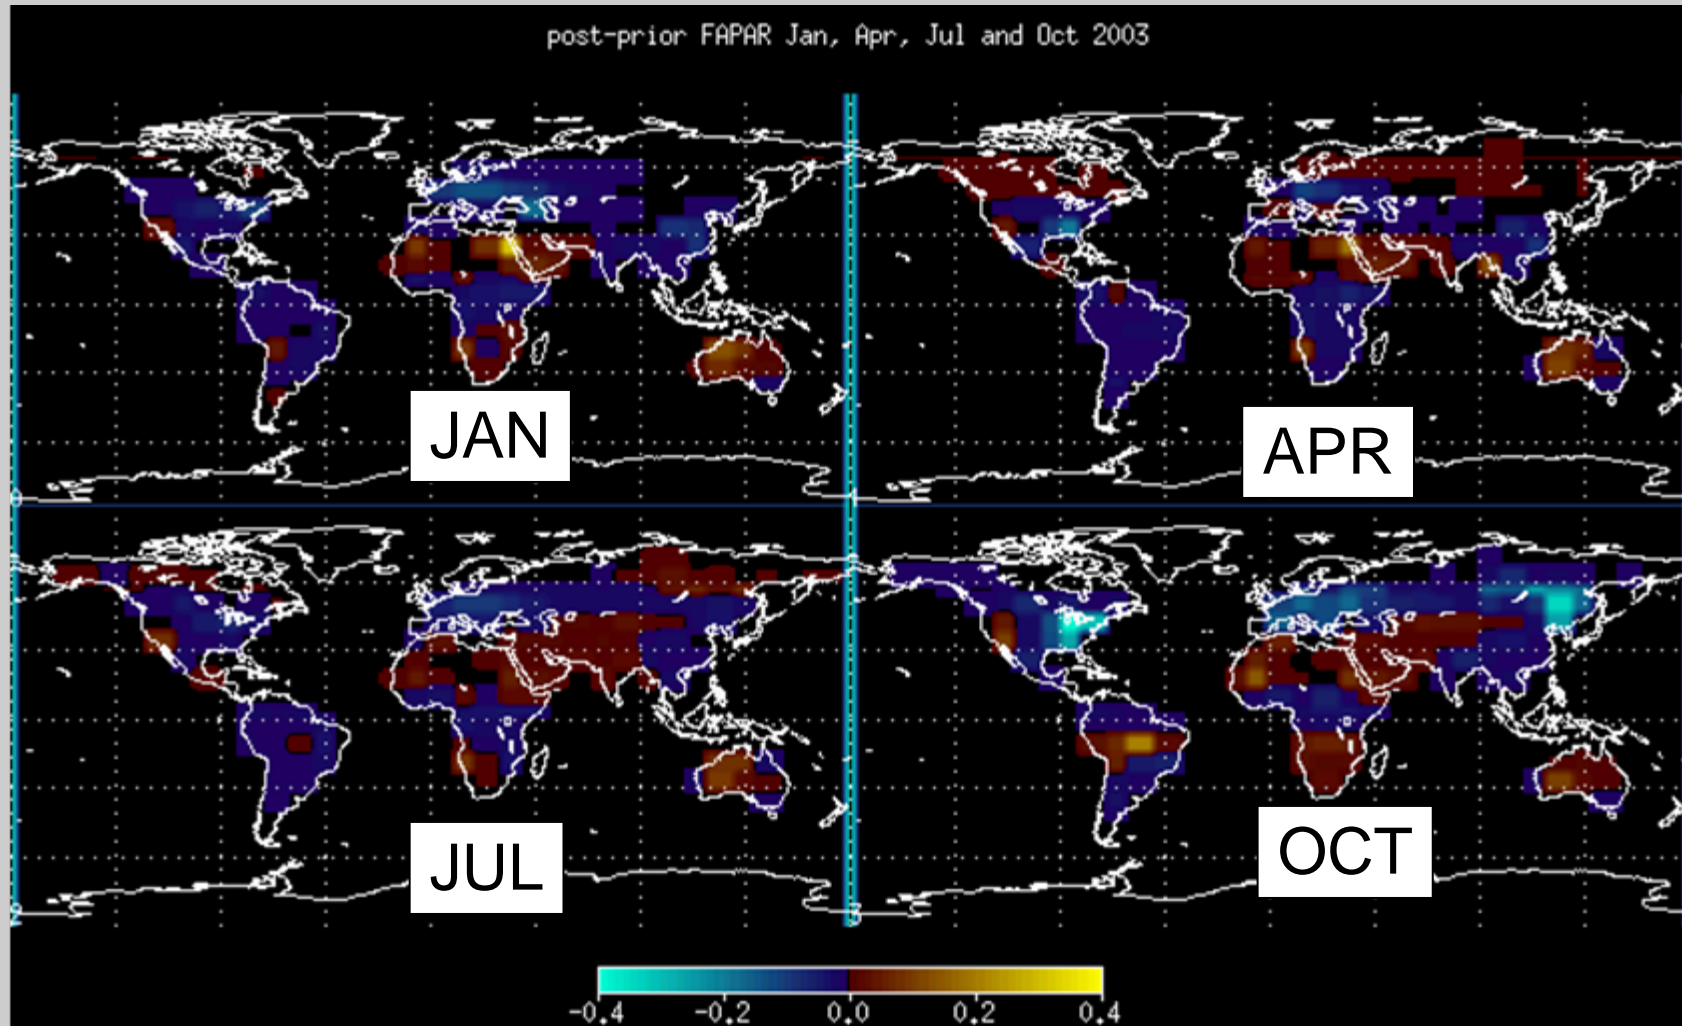 post-prior FAPAR Jan, Apr, Jul and Oct 2003
JAN
APR
JUL
OCT
-0.4
-0.2
0.0
0.2
0.4